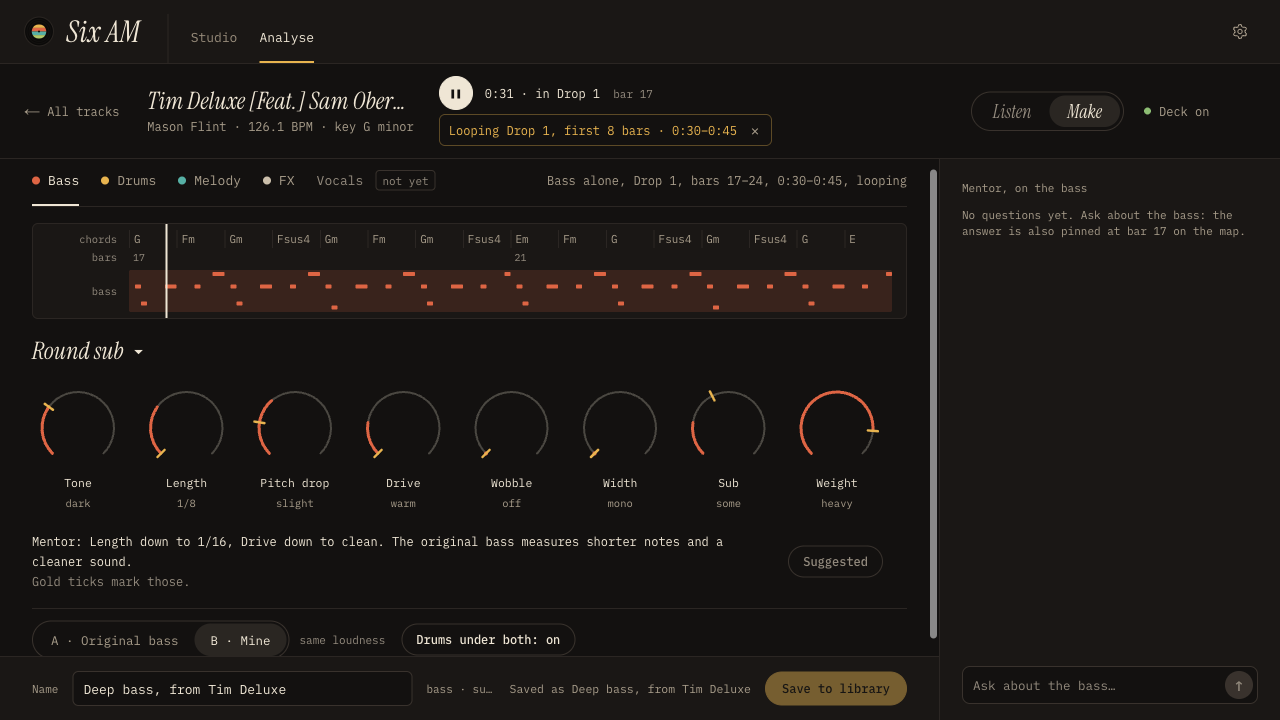 Six AM
Studio
Analyse
← All tracks
Tim Deluxe [Feat.] Sam Ober…
Mason Flint · 126.1 BPM · key G minor
0:31 · in Drop 1 bar 17
Looping Drop 1, first 8 bars · 0:30–0:45 ×
Listen
Make
Deck on
Bass
Drums
Melody
FX
Vocals
not yet
Bass alone, Drop 1, bars 17–24, 0:30–0:45, looping
chords G Fm Gm Fsus4 Gm Fm Gm Fsus4 Em Fm G Fsus4 Gm Fsus4 G E
bars 17 21
bass
Round sub
Tone Length Pitch drop Drive Wobble Width Sub Weight
dark 1/8 slight warm off mono some heavy
Mentor: Length down to 1/16, Drive down to clean. The original bass measures shorter notes and a
cleaner sound.
Gold ticks mark those.
Suggested
A · Original bass
B · Mine
same loudness
Drums under both: on
Name
Deep bass, from Tim Deluxe
bass · su…
Saved as Deep bass, from Tim Deluxe
Save to library
Mentor, on the bass
No questions yet. Ask about the bass: the
answer is also pinned at bar 17 on the map.
Ask about the bass…
↑